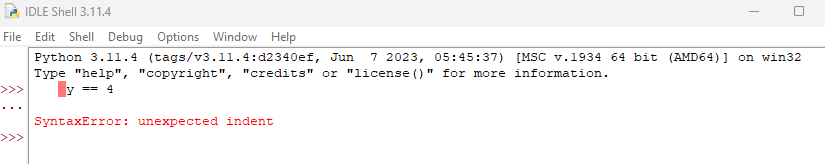 IDLE Shell 3.11.4
File Edit Shell Debug Options Window Help
Python 3.11.4 (tags/v3.11.4:d2340ef, Jun  7 2023, 05:45:37) [MSC v.1934 64 bit (AMD64)] on win32
Type "help", "copyright", "credits" or "license()" for more information.
>>>    y == 4
...
SyntaxError: unexpected indent
>>>